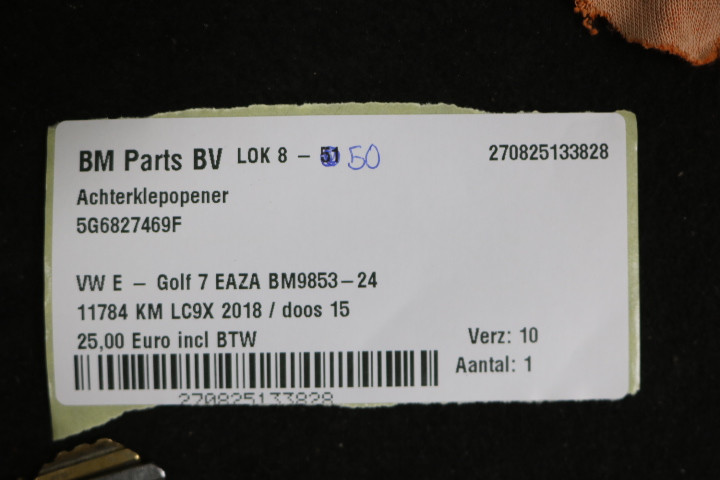 BM Parts BV LOK 8 - 50 270825133828
Achterklepopener
5G6827469F
VW E - Golf 7 EAZA BM9853-24
11784 KM LC9X 2018 / doos 15
25,00 Euro incl BTW Verz: 10
Aantal: 1
270825133828